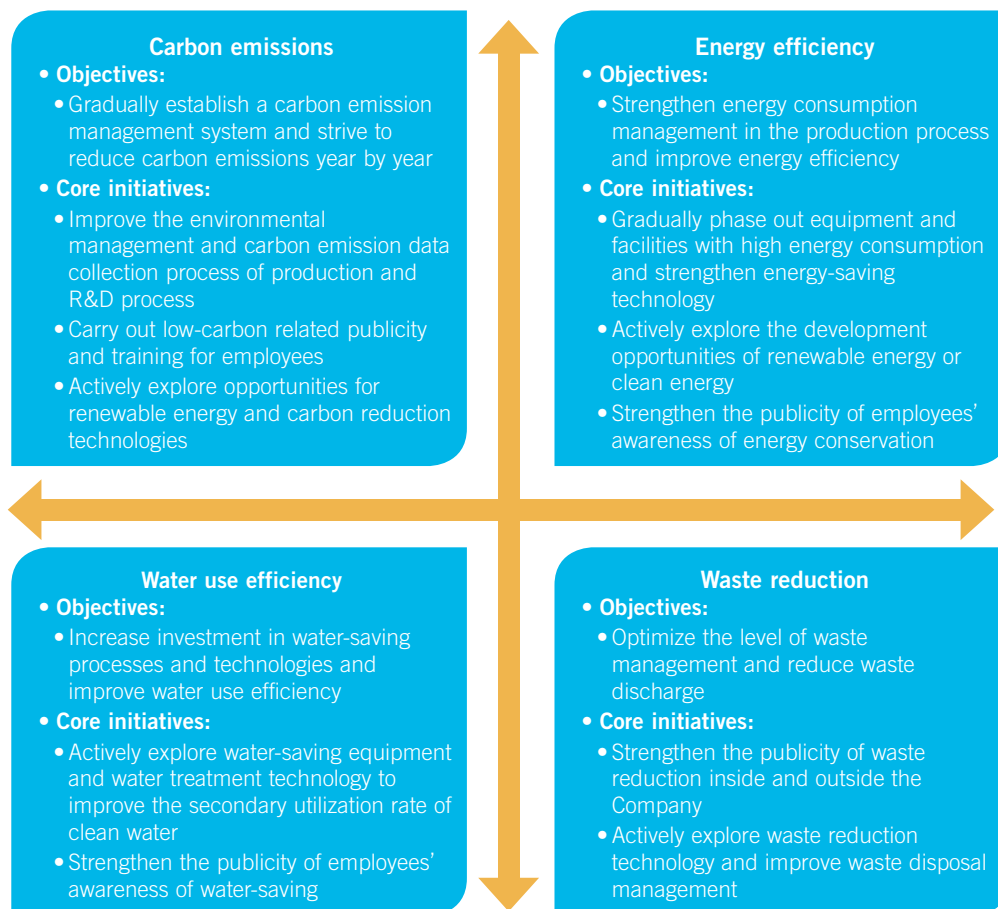 Carbon emissions
• Objectives:
• Gradually establish a carbon emission
management system and strive to
reduce carbon emissions year by year
• Core initiatives:
• Improve the environmental
management and carbon emission data
collection process of production and
R&D process
• Carry out low-carbon related publicity
and training for employees
• Actively explore opportunities for
renewable energy and carbon reduction
technologies
Energy efficiency
• Objectives:
• Strengthen energy consumption
management in the production process
and improve energy efficiency
• Core initiatives:
• Gradually phase out equipment and
facilities with high energy consumption
and strengthen energy-saving
technology
• Actively explore the development
opportunities of renewable energy or
clean energy
• Strengthen the publicity of employees’
awareness of energy conservation
Water use efficiency
• Objectives:
• Increase investment in water-saving
processes and technologies and
improve water use efficiency
• Core initiatives:
• Actively explore water-saving equipment
and water treatment technology to
improve the secondary utilization rate of
clean water
• Strengthen the publicity of employees’
awareness of water-saving
Waste reduction
• Objectives:
• Optimize the level of waste
management and reduce waste
discharge
• Core initiatives:
• Strengthen the publicity of waste
reduction inside and outside the
Company
• Actively explore waste reduction
technology and improve waste disposal
management